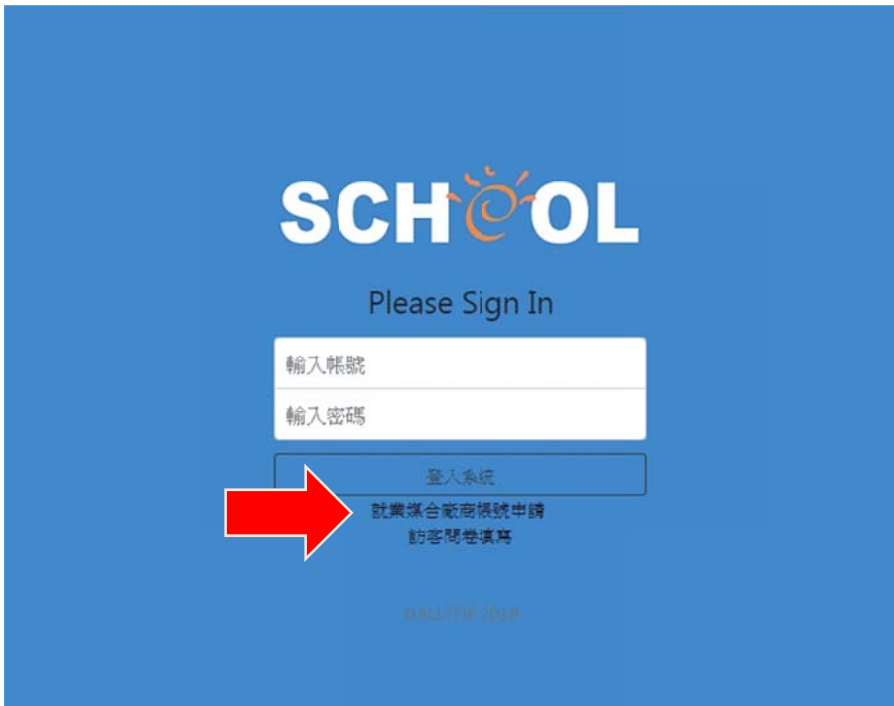 SCHOOL
Please Sign In
輸入帳號
輸入密碼
登入系統
就業媒合廠商帳號申請
訪客問卷填寫